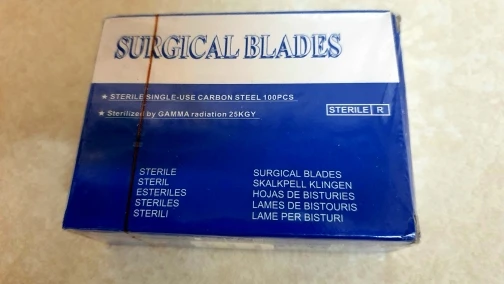 SURGICAL BLADES
★ STERILE SINGLE-USE CARBON STEEL 100PCS
★ Sterilized by GAMMA radiation 25KGY
STERILE R
STERILE SURGICAL BLADES
STERIL SKALKPELL KLINGEN
ESTERILES HOJAS DE BISTURIES
STERILES LAMES DE BISTOURIS
STERILI LAME PER BISTURI